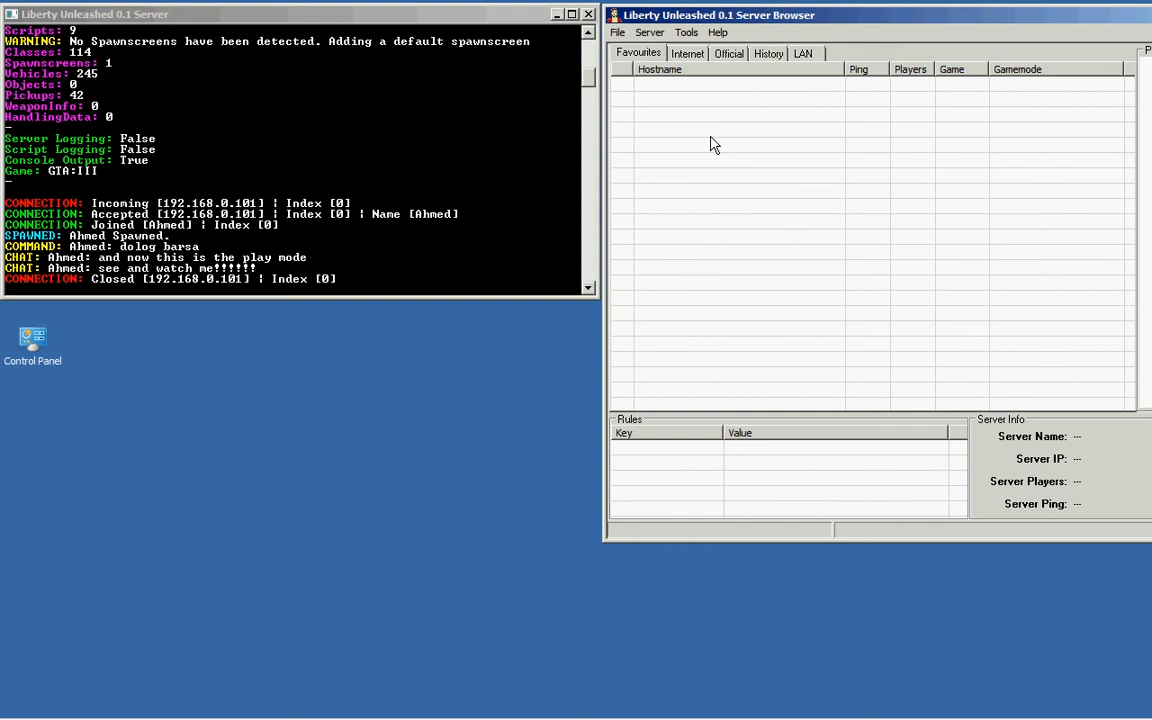 Liberty Unleashed 0.1 Server
Scripts: 9
WARNING: No Spawnscreens have been detected. Adding a default spawnscreen
Classes: 114
Spawnscreens: 1
Vehicles: 245
Objects: 0
Pickups: 42
WeaponInfo: 0
HandlingData: 0
-
Server Logging: False
Script Logging: False
Console Output: True
Game: GTA:III
-
CONNECTION: Incoming [192.168.0.101] ¦ Index [0]
CONNECTION: Accepted [192.168.0.101] ¦ Index [0] ¦ Name [Ahmed]
CONNECTION: Joined [Ahmed] ¦ Index [0]
SPAWNED: Ahmed Spawned.
COMMAND: Ahmed: dolog barsa
CHAT: Ahmed: and now this is the play mode
CHAT: Ahmed: see and watch me!!!!!!
CONNECTION: Closed [192.168.0.101] ¦ Index [0]
Control Panel
Liberty Unleashed 0.1 Server Browser
File Server Tools Help
Favourites Internet Official History LAN
P
Hostname Ping Players Game Gamemode
Rules
Key Value
Server Info
Server Name: ---
Server IP: ---
Server Players: ---
Server Ping: ---